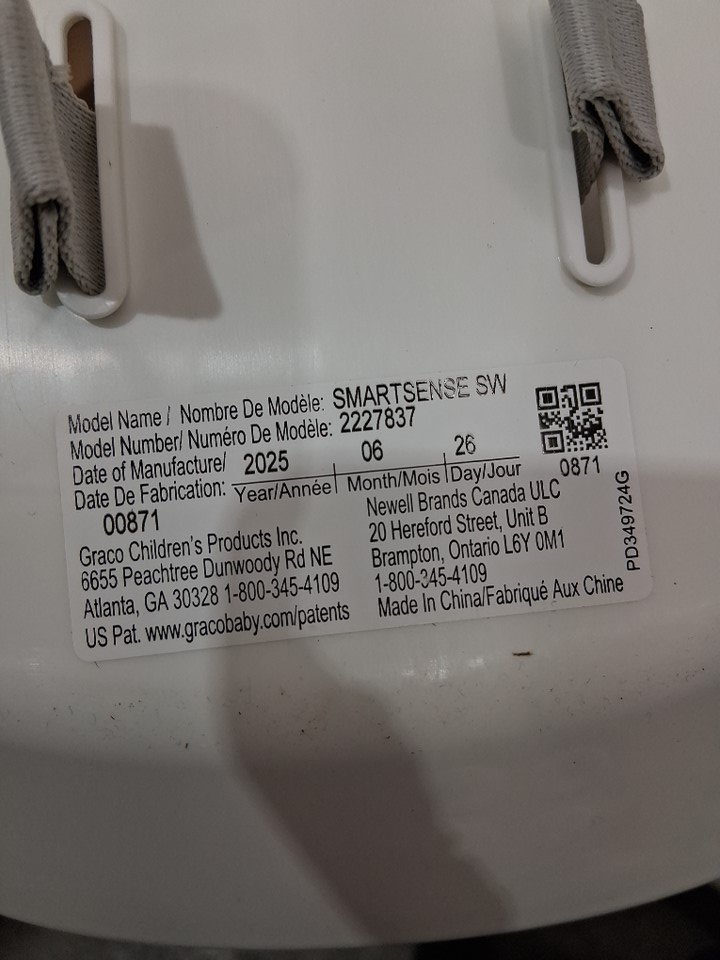 Model Name / Nombre De Modèle: SMARTSENSE SW
Model Number/ Numéro De Modèle: 2227837
Date of Manufacture/ 2025 06 26
Date De Fabrication: Year/Année Month/Mois Day/Jour
0871
00871
Graco Children's Products Inc.
6655 Peachtree Dunwoody Rd NE
Atlanta, GA 30328 1-800-345-4109
US Pat. www.gracobaby.com/patents
Newell Brands Canada ULC
20 Hereford Street, Unit B
Brampton, Ontario L6Y 0M1
1-800-345-4109
Made In China/Fabriqué Aux Chine
PD349724G